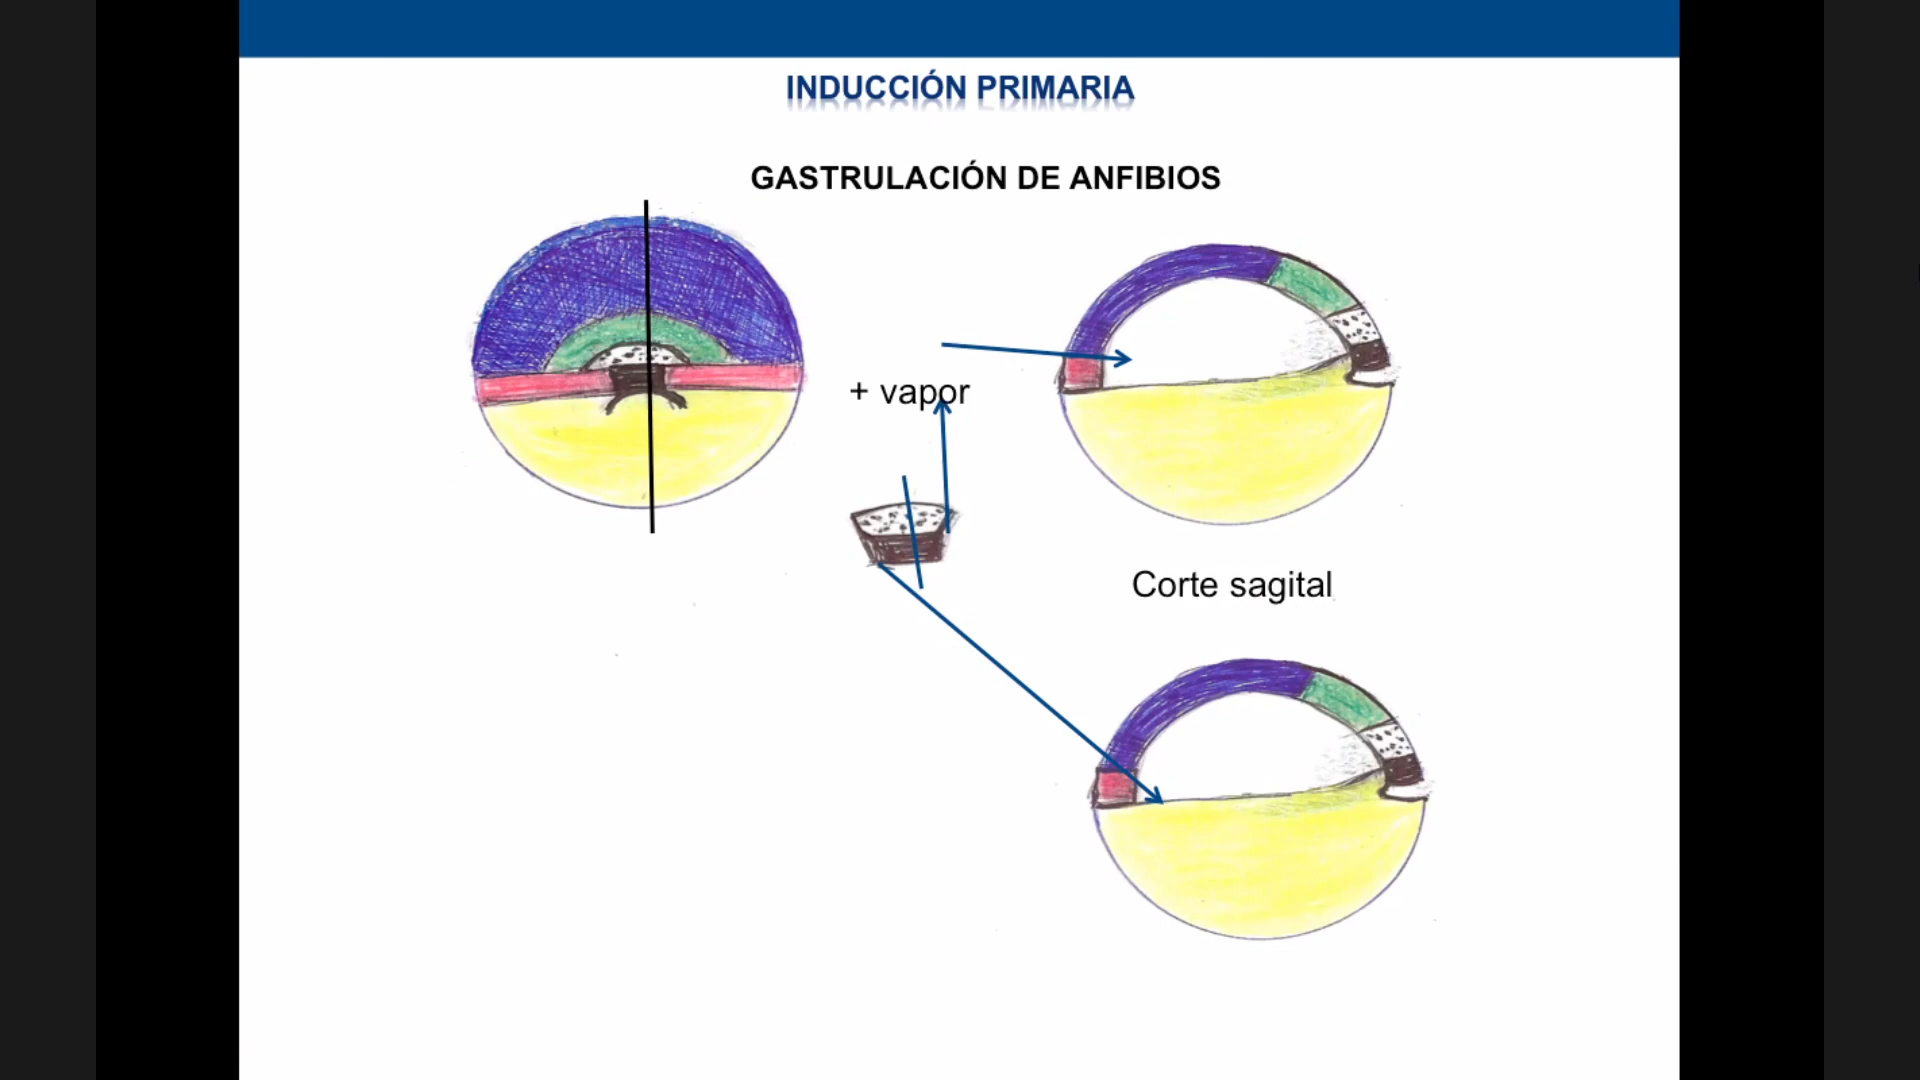 INDUCCIÓN PRIMARIA
GASTRULACIÓN DE ANFIBIOS
+ vapor
Corte sagital